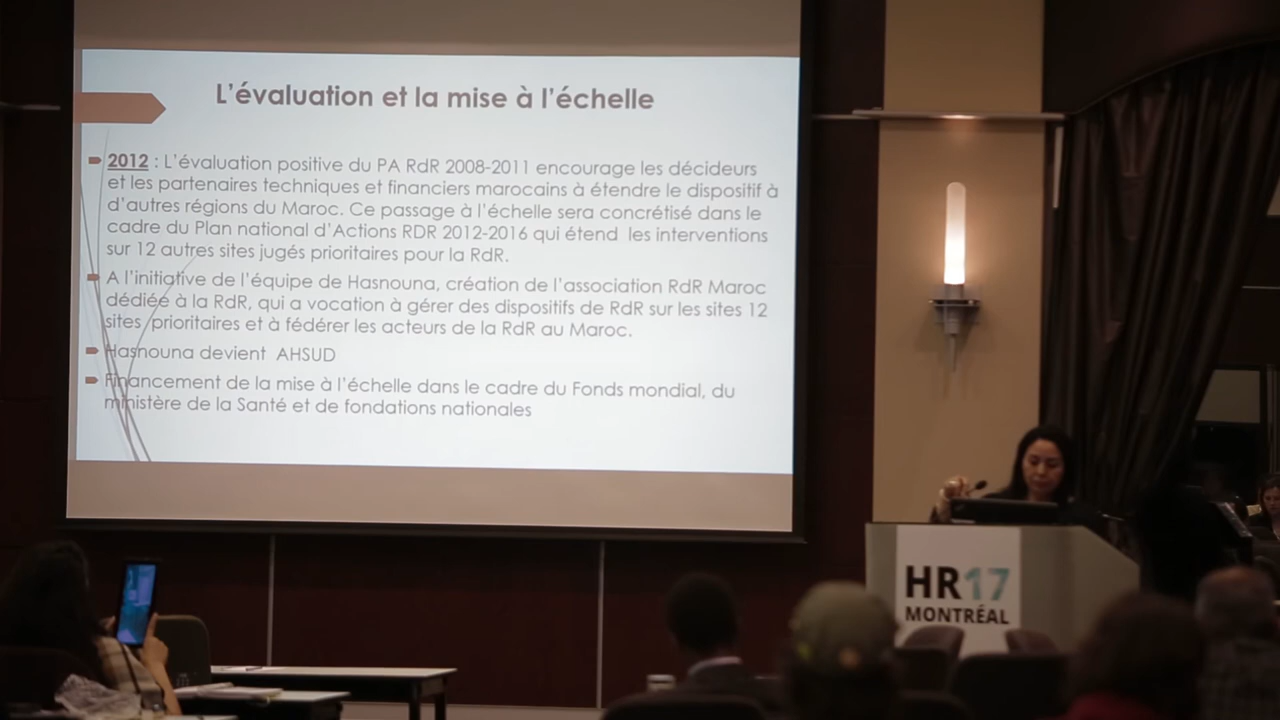 L'évaluation et la mise à l'échelle
2012 : L'évaluation positive du PA RdR 2008-2011 encourage les décideurs
et les partenaires techniques et financiers marocains à étendre le dispositif à
d'autres régions du Maroc. Ce passage à l'échelle sera concrétisé dans le
cadre du Plan national d'Actions RDR 2012-2016 qui étend les interventions
sur 12 autres sites jugés prioritaires pour la RdR.
A l'initiative de l'équipe de Hasnouna, création de l'association RdR Maroc
dédiée à la RdR, qui a vocation à gérer des dispositifs de RdR sur les sites 12
sites prioritaires et à fédérer les acteurs de la RdR au Maroc.
Hasnouna devient AHSUD
Financement de la mise à l'échelle dans le cadre du Fonds mondial, du
ministère de la Santé et de fondations nationales
HR17
MONTRÉAL